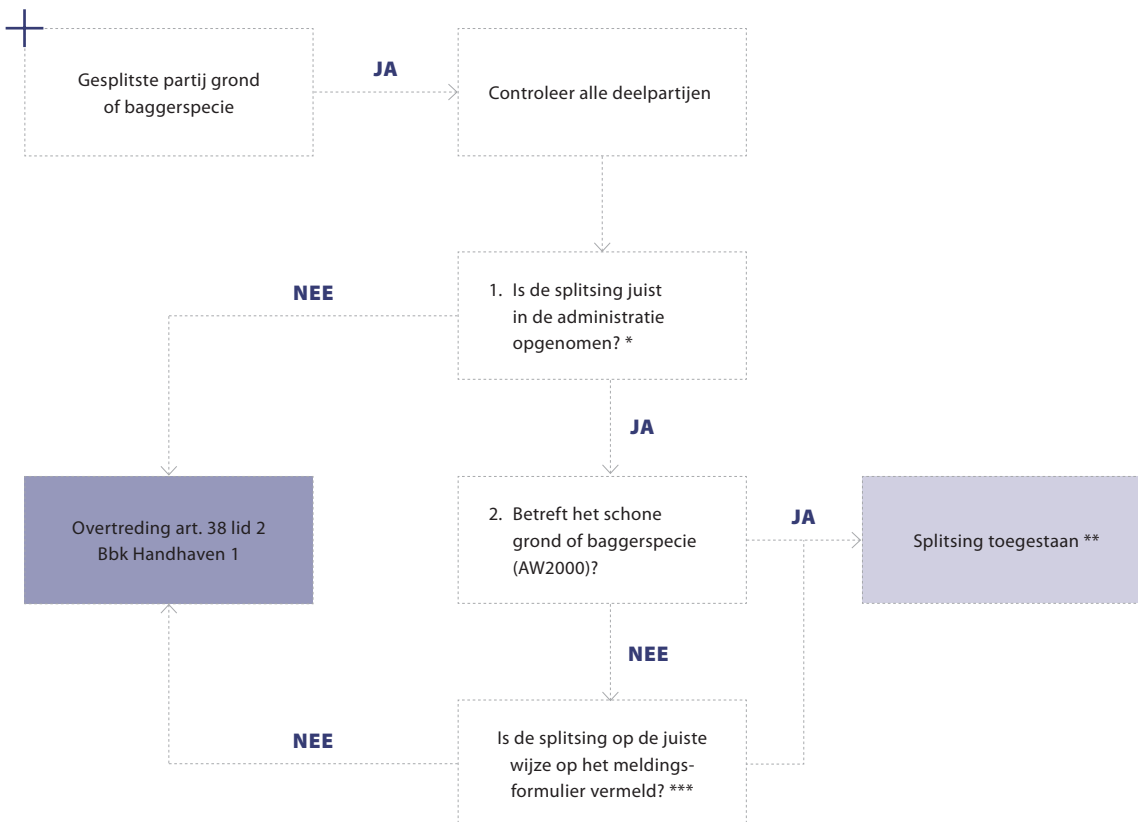 Gesplitste partij grond
of baggerspecie
JA
Controleer alle deelpartijen
NEE
1. Is de splitsing juist
in de administratie
opgenomen? *
JA
Overtreding art. 38 lid 2
Bbk Handhaven 1
2. Betreft het schone
grond of baggerspecie
(AW2000)?
JA
Splitsing toegestaan **
NEE
NEE
Is de splitsing op de juiste
wijze op het meldings-
formulier vermeld? ***